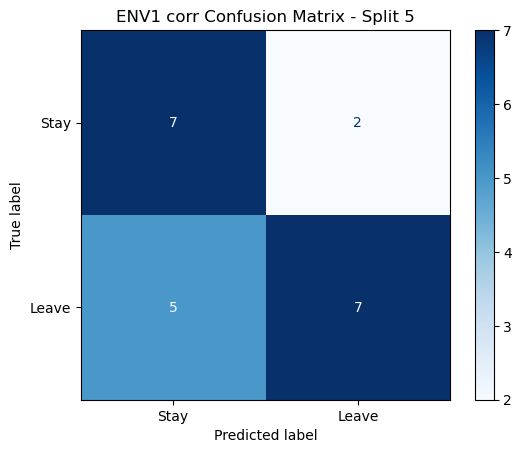 ENV1 corr Confusion Matrix - Split 5
True label
Stay
Leave
7
2
5
7
Stay
Leave
Predicted label
7
6
5
4
3
2